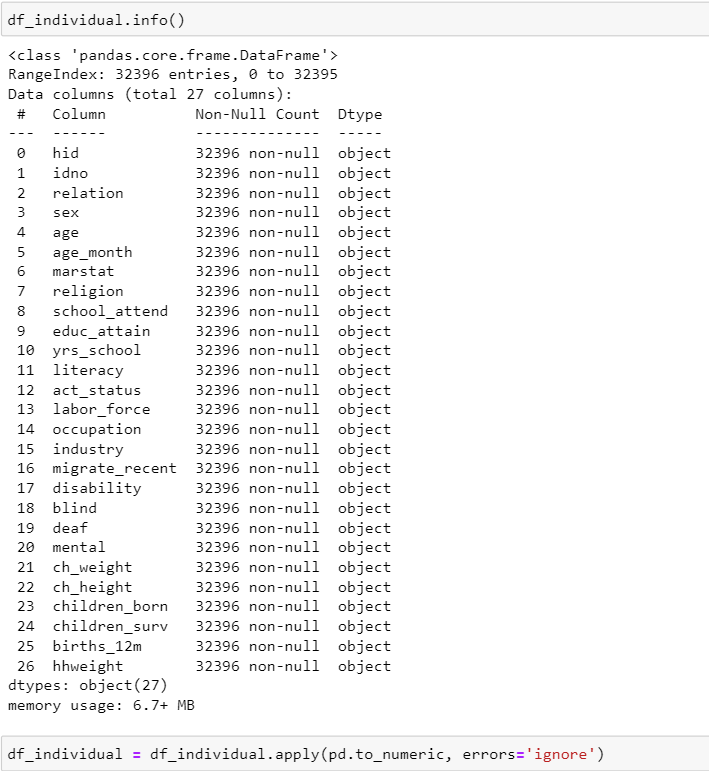 df_individual.info()
<class 'pandas.core.frame.DataFrame'>
RangeIndex: 32396 entries, 0 to 32395
Data columns (total 27 columns):
 #   Column          Non-Null Count  Dtype
---  ------          --------------  -----
 0   hid             32396 non-null  object
 1   idno            32396 non-null  object
 2   relation        32396 non-null  object
 3   sex             32396 non-null  object
 4   age             32396 non-null  object
 5   age_month       32396 non-null  object
 6   marstat         32396 non-null  object
 7   religion        32396 non-null  object
 8   school_attend   32396 non-null  object
 9   educ_attain     32396 non-null  object
 10  yrs_school      32396 non-null  object
 11  literacy        32396 non-null  object
 12  act_status      32396 non-null  object
 13  labor_force     32396 non-null  object
 14  occupation      32396 non-null  object
 15  industry        32396 non-null  object
 16  migrate_recent  32396 non-null  object
 17  disability      32396 non-null  object
 18  blind           32396 non-null  object
 19  deaf            32396 non-null  object
 20  mental          32396 non-null  object
 21  ch_weight       32396 non-null  object
 22  ch_height       32396 non-null  object
 23  children_born   32396 non-null  object
 24  children_surv   32396 non-null  object
 25  births_12m      32396 non-null  object
 26  hhweight        32396 non-null  object
dtypes: object(27)
memory usage: 6.7+ MB
df_individual = df_individual.apply(pd.to_numeric, errors='ignore')